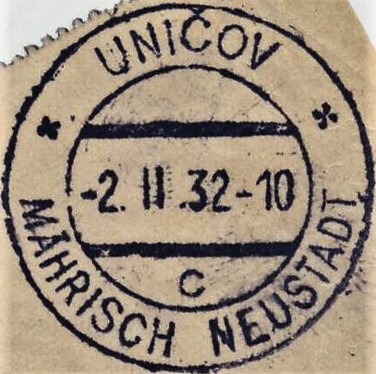 UNIČOV
-2. II .32-10
C
MÄHRISCH NEUSTADT